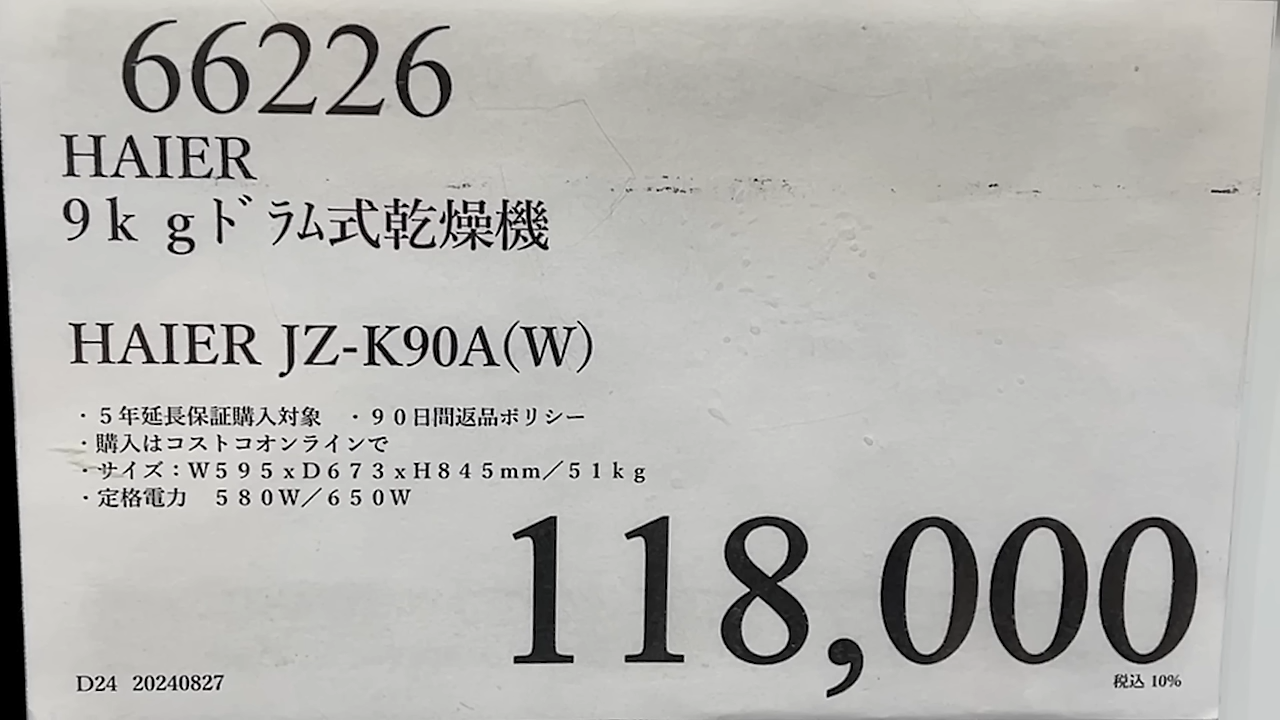 66226
HAIER
9ｋｇﾄﾞﾗﾑ式乾燥機
HAIER JZ-K90A(W)
・５年延長保証購入対象　・９０日間返品ポリシー
・購入はコストコオンラインで
・サイズ：Ｗ５９５ｘＤ６７３ｘＨ８４５mm／５１ｋｇ
・定格電力　５８０Ｗ／６５０Ｗ
118,000
税込 10%
D24 20240827